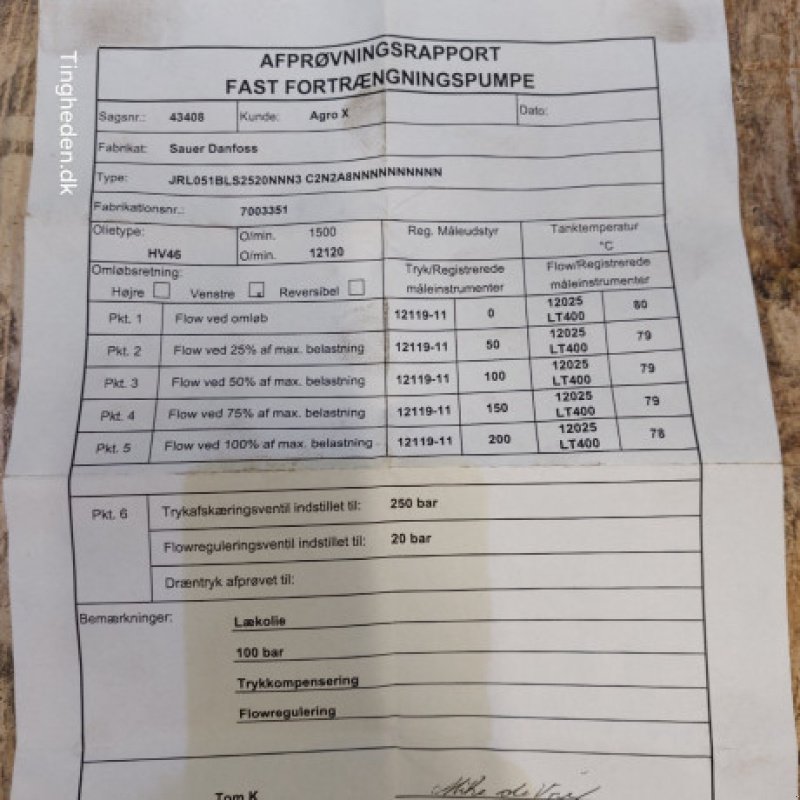 Tingheden.dk
AFPRØVNINGSRAPPORT
FAST FORTRÆNGNINGSPUMPE
Sagsnr.: 43408 Kunde: Agro X Dato:
Fabrikat: Sauer Danfoss
Type: JRL051BLS2520NNN3 C2N2A8NNNNNNNNNN
Fabrikationsnr.: 7003351
Olietype: O/min. 1500 Reg. Måleudstyr Tanktemperatur
HV46 O/min. 12120 °C
Omløbsretning: Tryk/Registrerede Flow/Registrerede
Højre Venstre Reversibel måleinstrumenter måleinstrumenter
Pkt. 1 Flow ved omløb 12119-11 0 12025 80
LT400
Pkt. 2 Flow ved 25% af max. belastning 12119-11 50 12025 79
LT400
Pkt. 3 Flow ved 50% af max. belastning 12119-11 100 12025 79
LT400
Pkt. 4 Flow ved 75% af max. belastning 12119-11 150 12025 79
LT400
Pkt. 5 Flow ved 100% af max. belastning 12119-11 200 12025 78
LT400
Pkt. 6 Trykafskæringsventil indstillet til: 250 bar
Flowreguleringsventil indstillet til: 20 bar
Dræntryk afprøvet til:
Bemærkninger: Lækolie
100 bar
Trykkompensering
Flowregulering
Tom K